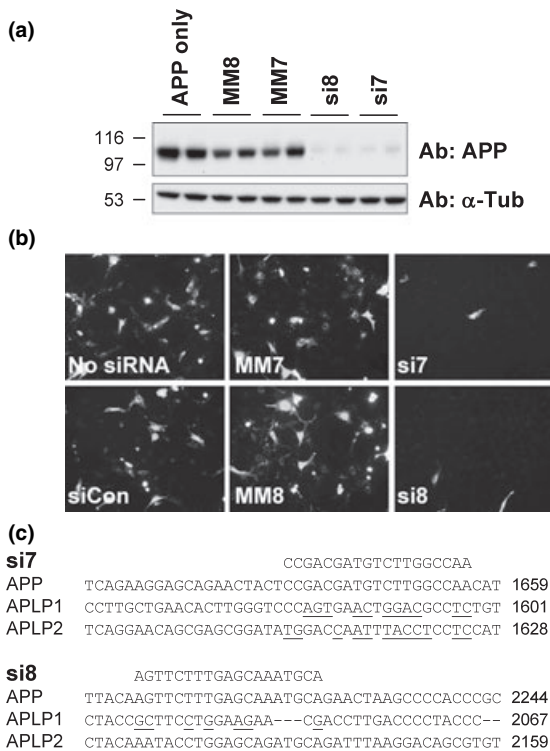 (a)
APP only
MM8
MM7
si8
si7
116
97
Ab: APP
53
Ab: α-Tub
(b)
No siRNA
MM7
si7
siCon
MM8
si8
(c)
si7 CCGACGATGTCTTGGCCAA
APP TCAGAAGGAGCAGAACTACTCCGACGATGTCTTGGCCAACAT 1659
APLP1 CCTTGCTGAACACTTGGGTCCCAGTGAACTGGACGCCTCTGT 1601
APLP2 TCAGGAACAGCGAGCGGATATGGACCAATTTACCTCCTCCAT 1628
si8 AGTTCTTTGAGCAAATGCA
APP TTACAAGTTCTTTGAGCAAATGCAGAACTAAGCCCCACCCGC 2244
APLP1 CTACCGCTTCCTGGAAGAA---CGACCTTGACCCCTACCC-- 2067
APLP2 CTACAAATACCTGGAGCAGATGCAGATTTAAGGACAGCGTGT 2159